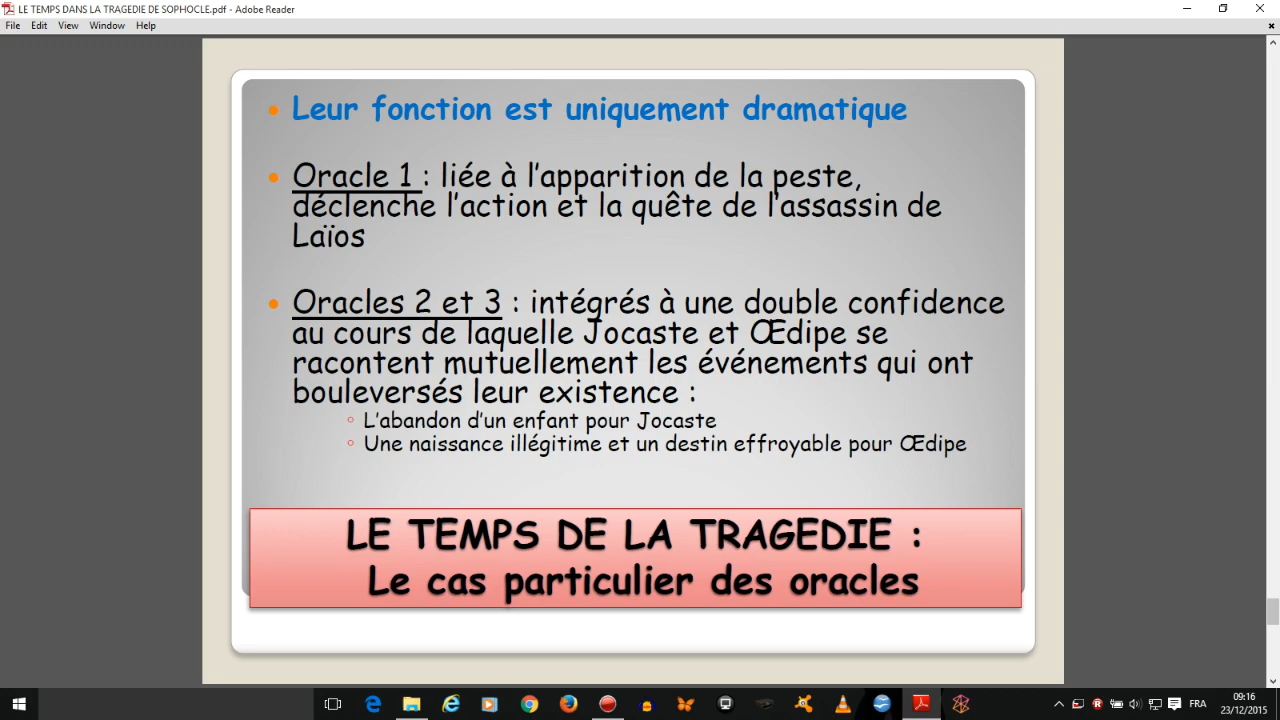 LE TEMPS DANS LA TRAGEDIE DE SOPHOCLE.pdf - Adobe Reader
File Edit View Window Help
Leur fonction est uniquement dramatique
Oracle 1 : liée à l'apparition de la peste,
déclenche l'action et la quête de l'assassin de
Laïos
Oracles 2 et 3 : intégrés à une double confidence
au cours de laquelle Jocaste et Œdipe se
racontent mutuellement les événements qui ont
bouleversés leur existence :
L'abandon d'un enfant pour Jocaste
Une naissance illégitime et un destin effroyable pour Œdipe
LE TEMPS DE LA TRAGEDIE :
Le cas particulier des oracles
FR
09:16
23/12/2015